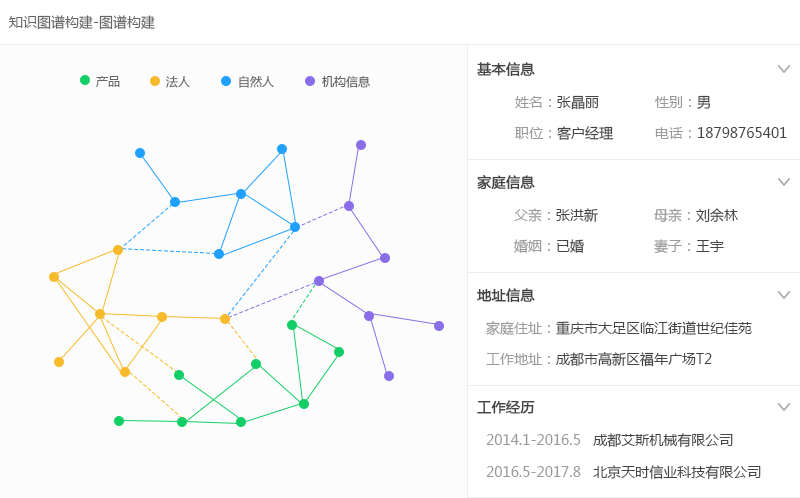 知识图谱构建-图谱构建
产品 法人 自然人 机构信息
基本信息
姓名：张晶丽 性别：男
职位：客户经理 电话：18798765401
家庭信息
父亲：张洪新 母亲：刘余林
婚姻：已婚 妻子：王宇
地址信息
家庭住址：重庆市大足区临江街道世纪佳苑
工作地址：成都市高新区福年广场T2
工作经历
2014.1-2016.5 成都艾斯机械有限公司
2016.5-2017.8 北京天时信业科技有限公司